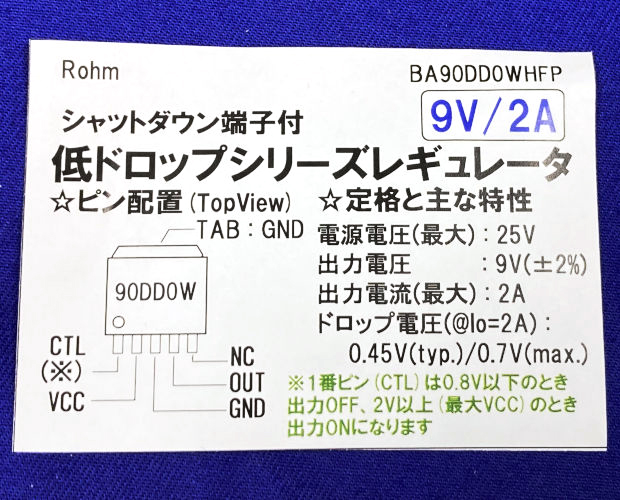 Rohm
BA90DD0WHFP
シャットダウン端子付
9V/2A
低ドロップシリーズレギュレータ
☆ピン配置(TopView)
TAB:GND
90DD0W
CTL
(※)
VCC
NC
OUT
GND
☆定格と主な特性
電源電圧(最大):25V
出力電圧 :9V(±2%)
出力電流(最大):2A
ドロップ電圧(@Io=2A):
0.45V(typ.)/0.7V(max.)
※1番ピン(CTL)は0.8V以下のとき
出力OFF、2V以上(最大VCC)のとき
出力ONになります